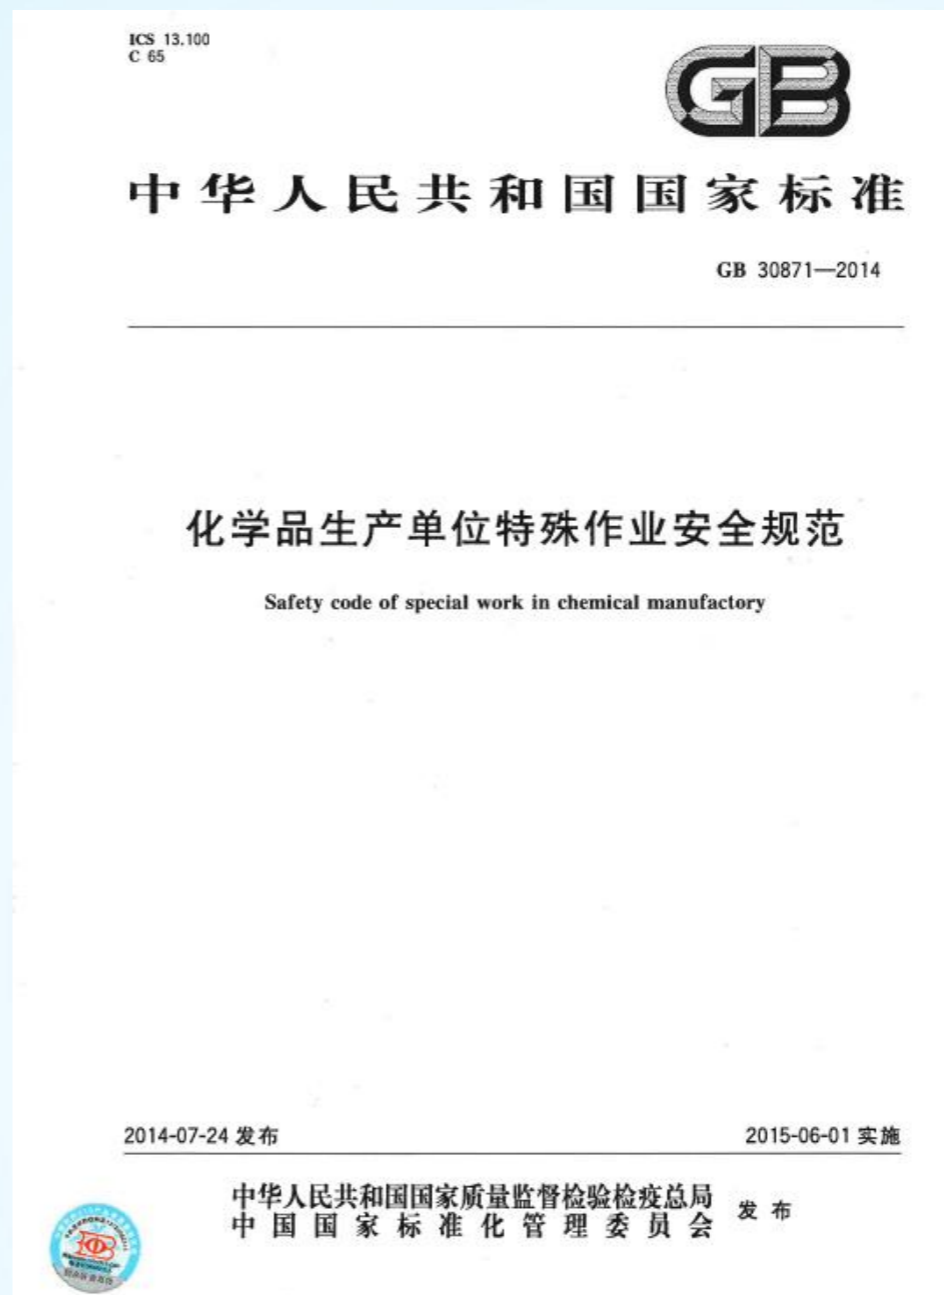 ICS 13.100
C 65
GB
中华人民共和国国家标准
GB 30871—2014
化学品生产单位特殊作业安全规范
Safety code of special work in chemical manufactory
2014-07-24 发布
2015-06-01 实施
中华人民共和国国家质量监督检验检疫总局
中国国家标准化管理委员会
发布